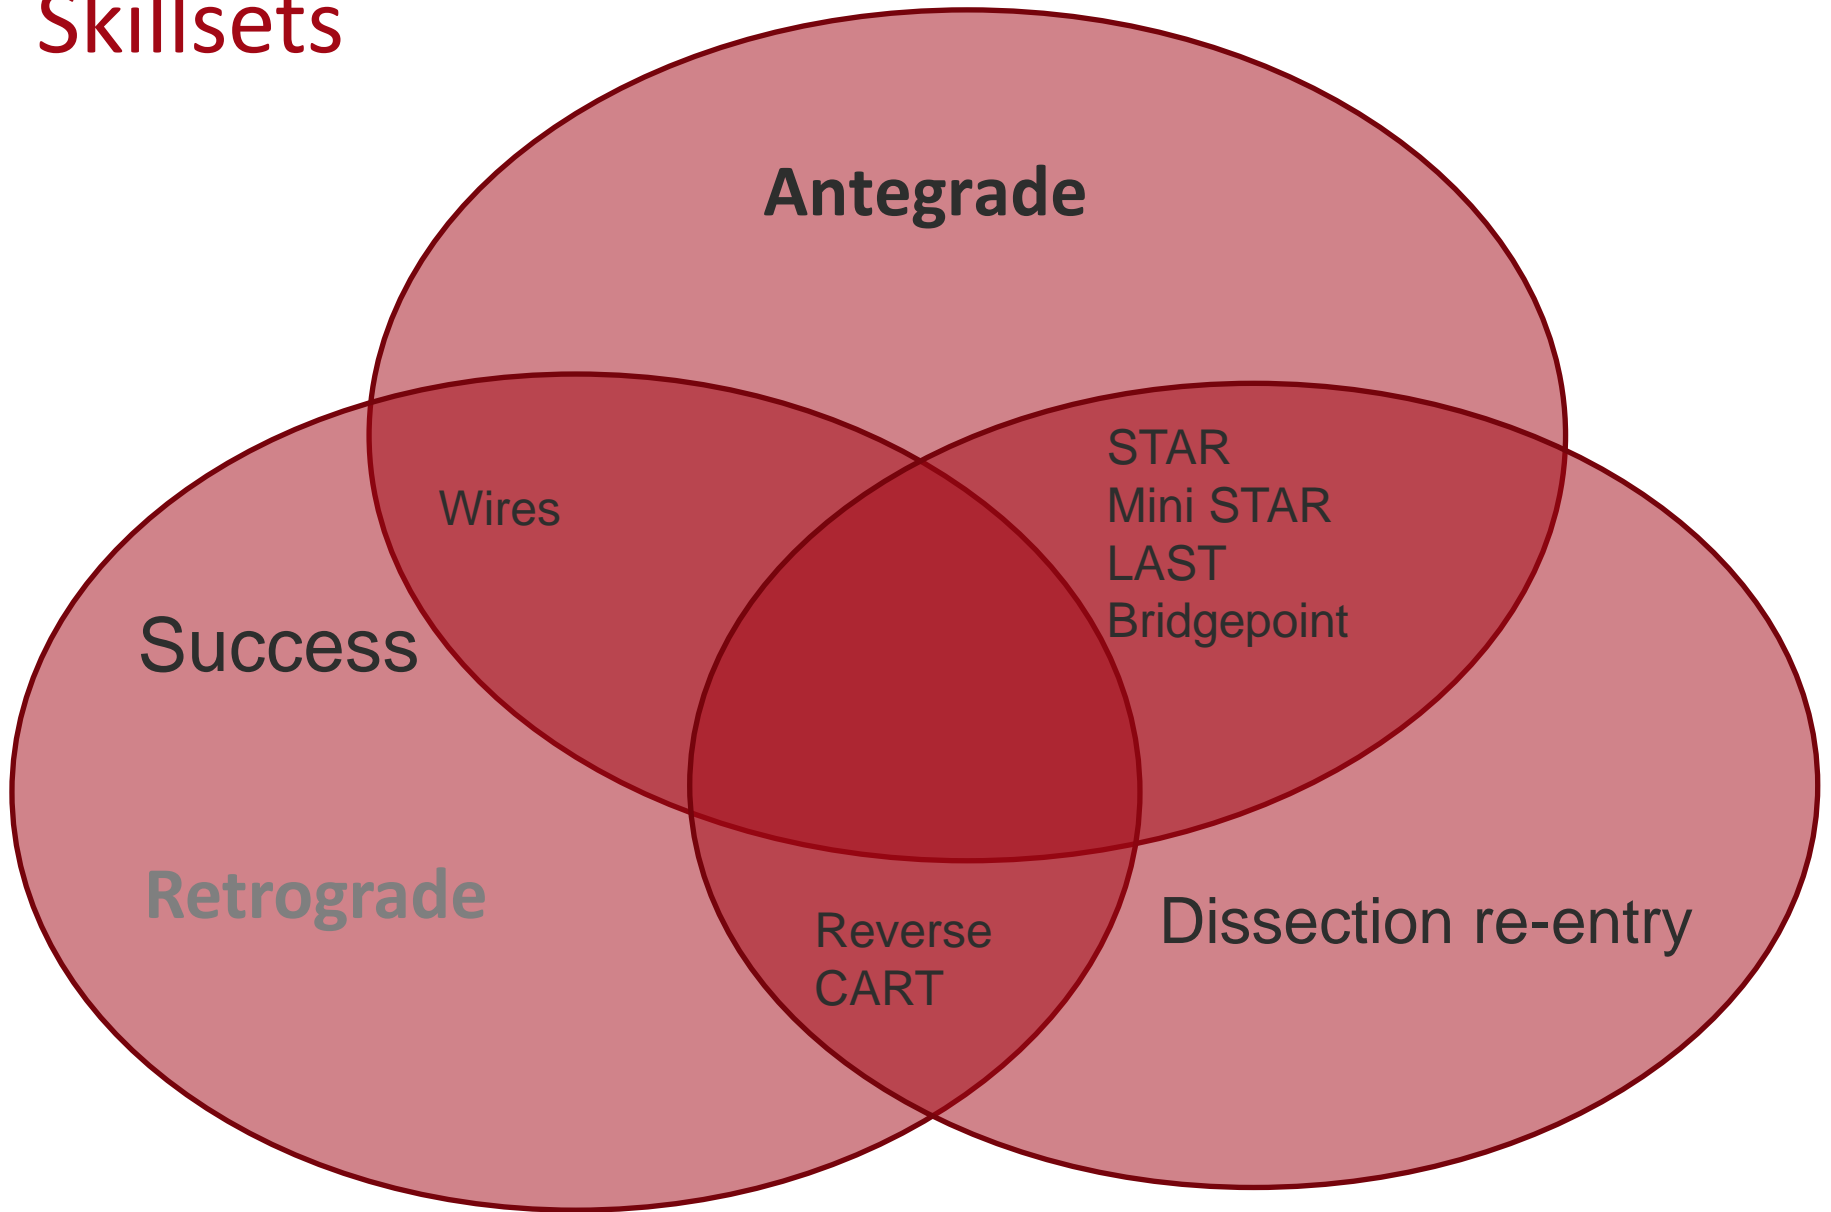 Skillsets
Antegrade
STAR
Mini STAR
LAST
Bridgepoint
Wires
Success
Retrograde
Reverse
CART
Dissection re-entry